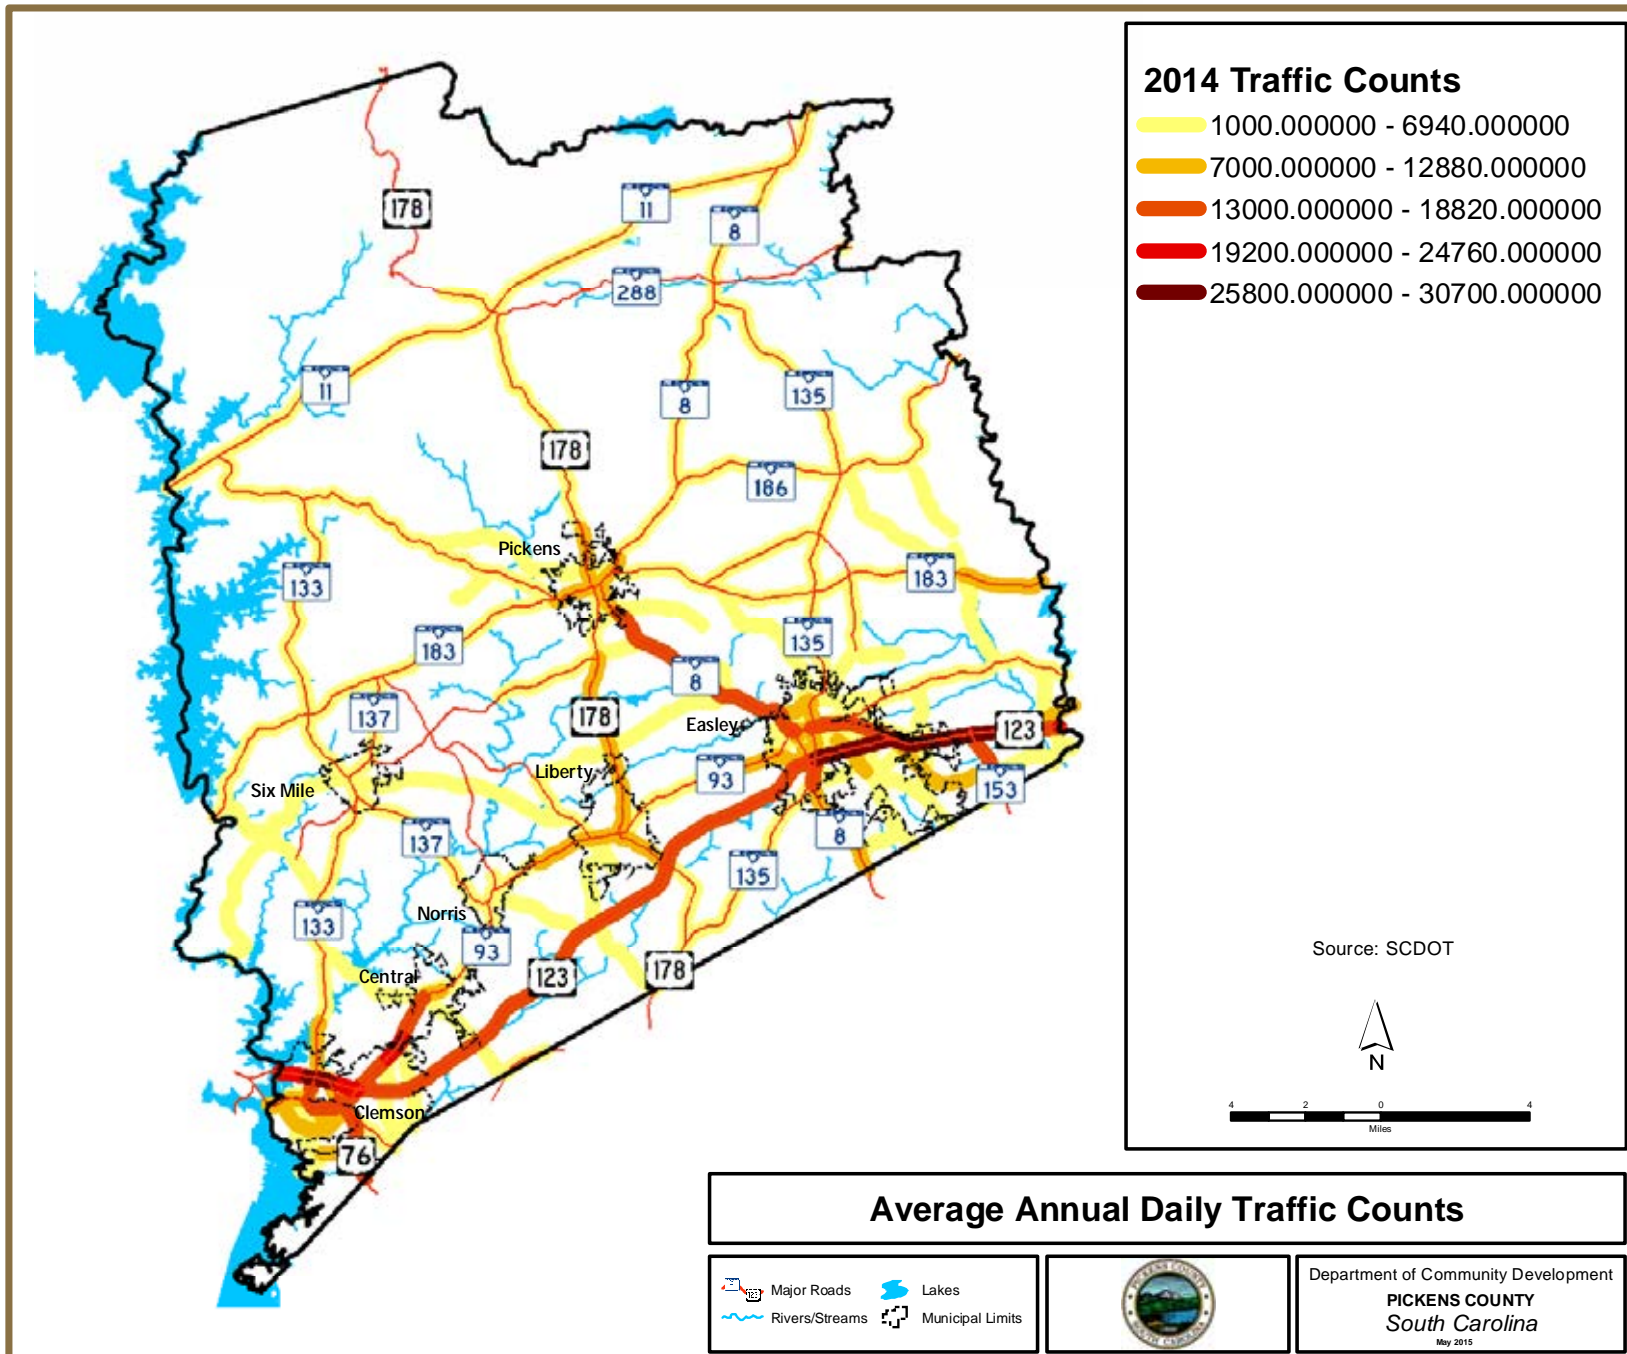 2014 Traffic Counts
1000.000000 - 6940.000000
7000.000000 - 12880.000000
13000.000000 - 18820.000000
19200.000000 - 24760.000000
25800.000000 - 30700.000000
178
11
8
288
11
8
135
178
186
Pickens
133
183
183
135
8
137
178
Easley
123
Liberty
93
153
Six Mile
137
8
135
Norris
133
93
Central
123
178
Clemson
76
Source: SCDOT
N
4 2 0 4
Miles
Average Annual Daily Traffic Counts
Major Roads
Lakes
Rivers/Streams
Municipal Limits
PICKENS COUNTY
SOUTH CAROLINA
Department of Community Development
PICKENS COUNTY
South Carolina
May 2015